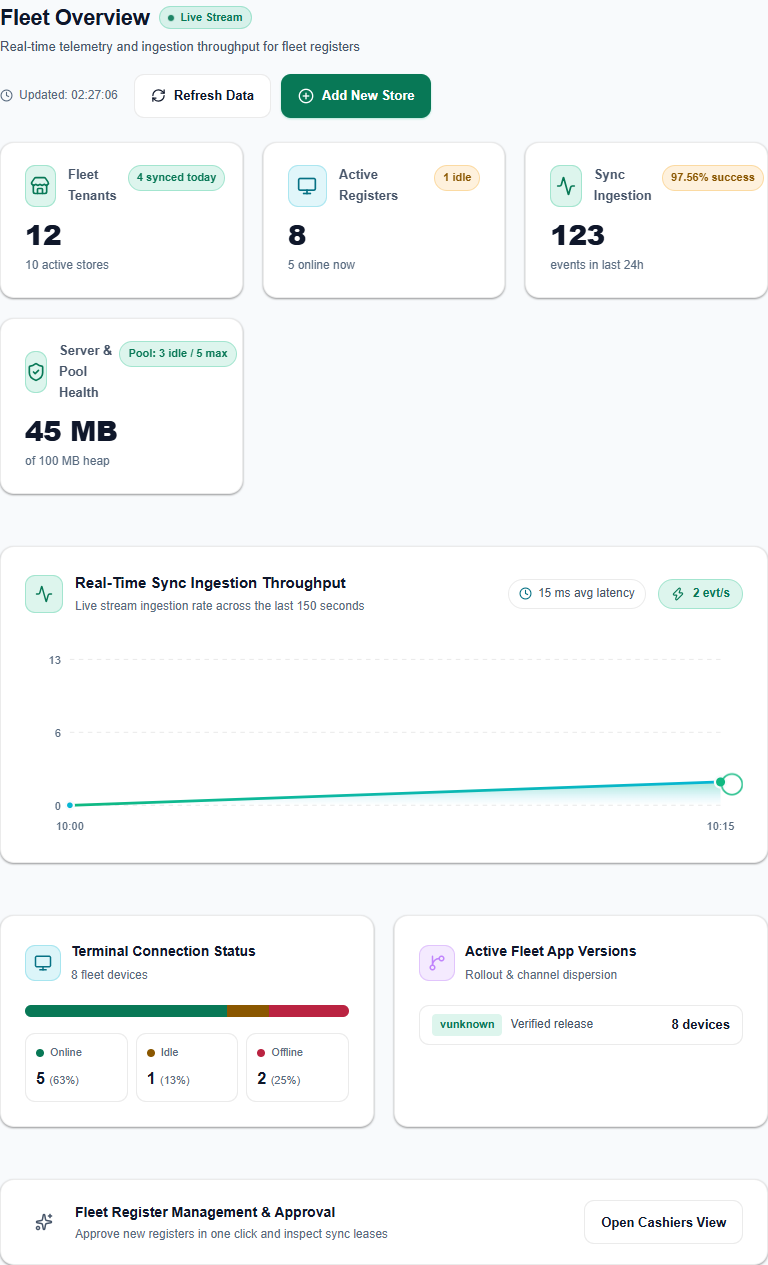 Fleet Overview
Live Stream
Real-time telemetry and ingestion throughput for fleet registers
Updated: 02:27:06
Refresh Data
Add New Store
Fleet
Tenants
4 synced today
12
10 active stores
Active
Registers
1 idle
8
5 online now
Sync
Ingestion
97.56% success
123
events in last 24h
Server &
Pool
Health
Pool: 3 idle / 5 max
45 MB
of 100 MB heap
Real-Time Sync Ingestion Throughput
Live stream ingestion rate across the last 150 seconds
15 ms avg latency
2 evt/s
13
6
0
10:00
10:15
Terminal Connection Status
8 fleet devices
Online
5 (63%)
Idle
1 (13%)
Offline
2 (25%)
Active Fleet App Versions
Rollout & channel dispersion
vunknown
Verified release
8 devices
Fleet Register Management & Approval
Approve new registers in one click and inspect sync leases
Open Cashiers View